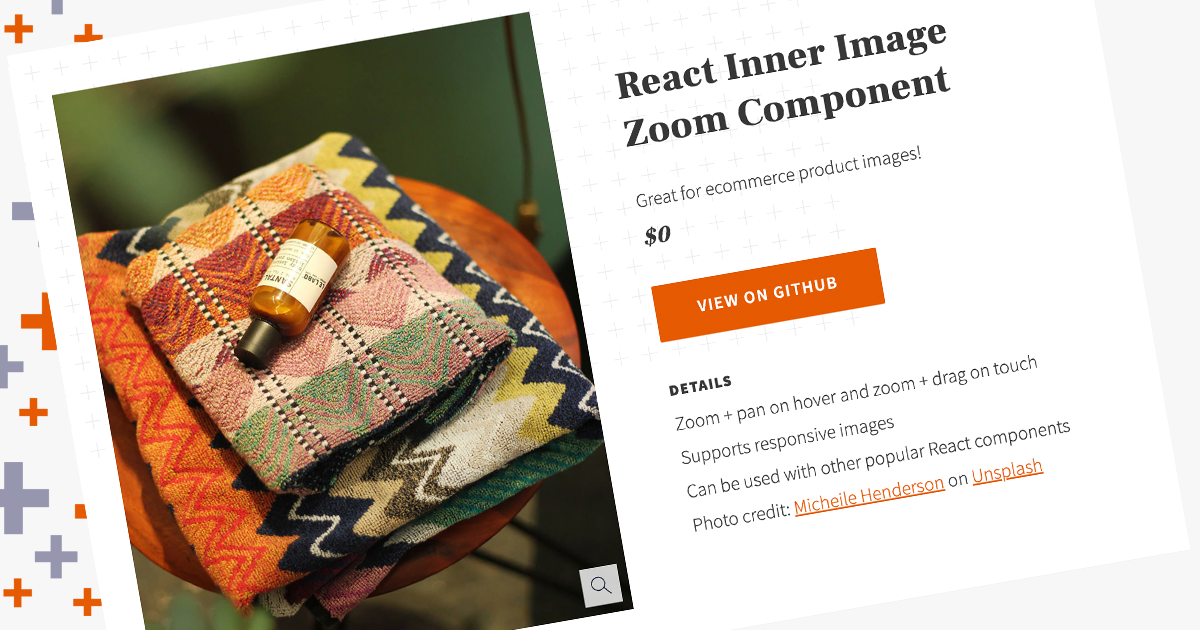 React Inner Image
Zoom Component
Great for ecommerce product images!
$0
VIEW ON GITHUB
DETAILS
Zoom + pan on hover and zoom + drag on touch
Supports responsive images
Can be used with other popular React components
Photo credit: Micheile Henderson on Unsplash
LE LABO
SANTAL